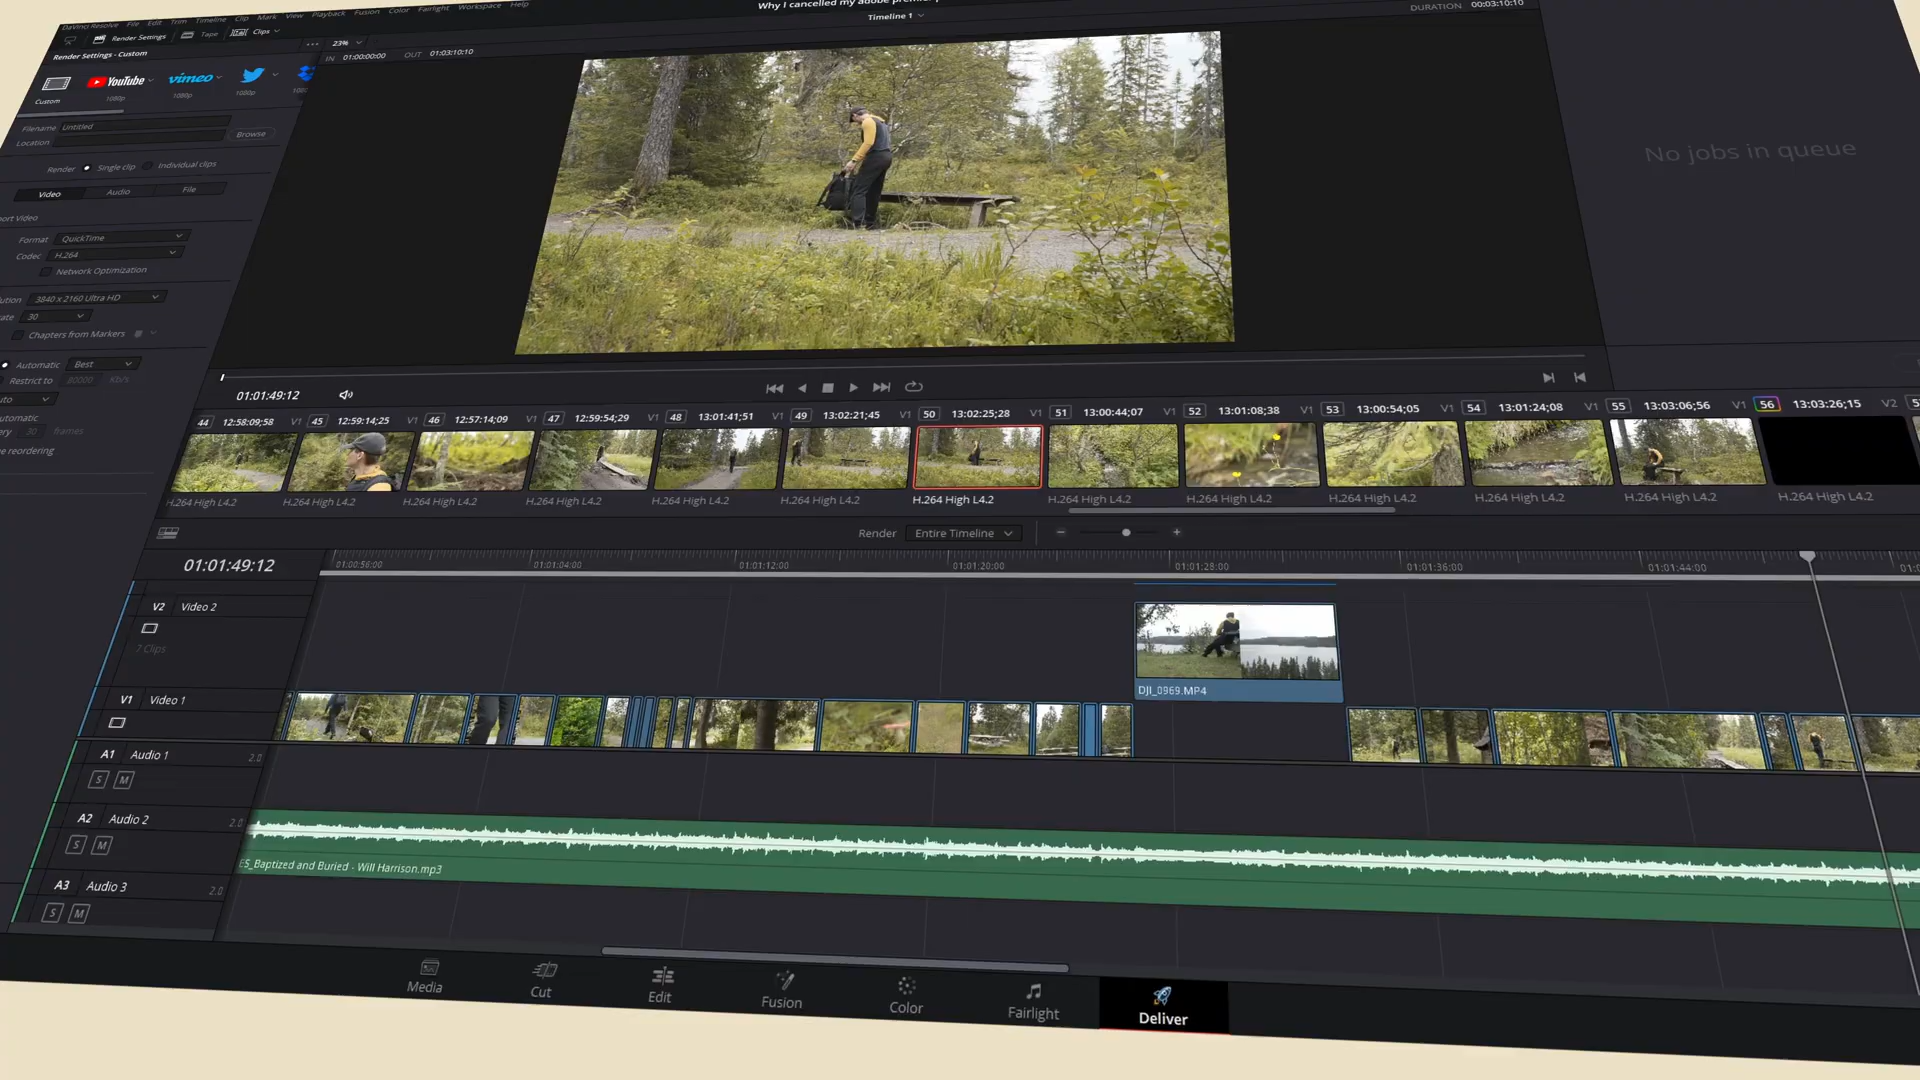 DaVinci Resolve File Edit Trim Timeline Clip Mark View Playback Fusion Color Fairlight Workspace Help
Why I cancelled my adobe premier
Render Settings Tape Clips
Timeline 1
DURATION 00:03:10:10
Render Settings - Custom
23%
IN 01:00:00:00 OUT 01:03:10:10
YouTube vimeo
Custom 1080p 1080p 1080p
Filename Untitled
Location Browse
Render Single clip Individual clips
Video Audio File
ort Video
Format QuickTime
Codec H.264
Network Optimization
ution 3840 x 2160 Ultra HD
rate 30
Chapters from Markers
Automatic Best
Restrict to 80000 Kb/s
uto
utomatic
ery 30 frames
e reordering
No jobs in queue
01:01:49:12
44 12:58:09;58 V1 45 12:59:14;25 V1 46 12:57:14;09 V1 47 12:59:54;29 V1 48 13:01:41;51 V1 49 13:02:21;45 V1 50 13:02:25;28 V1 51 13:00:44;07 V1 52 13:01:08;38 V1 53 13:00:54;05 V1 54 13:01:24;08 V1 55 13:03:06;56 V1 56 13:03:26;15 V2
H.264 High L4.2 H.264 High L4.2 H.264 High L4.2 H.264 High L4.2 H.264 High L4.2 H.264 High L4.2 H.264 High L4.2 H.264 High L4.2 H.264 High L4.2 H.264 High L4.2 H.264 High L4.2 H.264 High L4.2 H.264 High L4.2
Render Entire Timeline
01:01:49:12
01:00:56:00 01:01:04:00 01:01:12:00 01:01:20:00 01:01:28:00 01:01:36:00 01:01:44:00
V2 Video 2
7 Clips
DJI_0969.MP4
V1 Video 1
A1 Audio 1 2.0
S M
A2 Audio 2 2.0
S M
ES_Baptized and Buried - Will Harrison.mp3
A3 Audio 3 2.0
S M
Media Cut Edit Fusion Color Fairlight Deliver